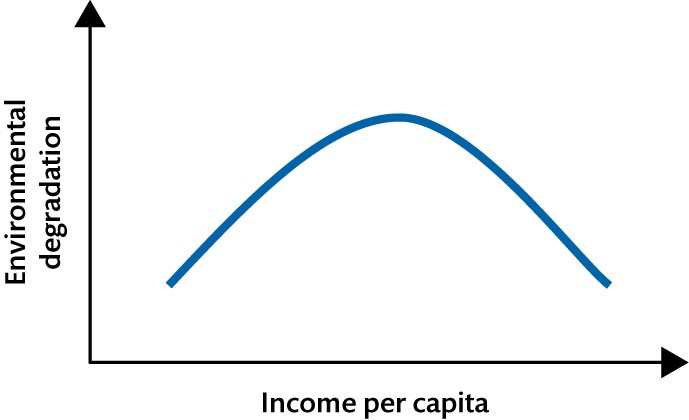 Environmental
degradation
Income per capita